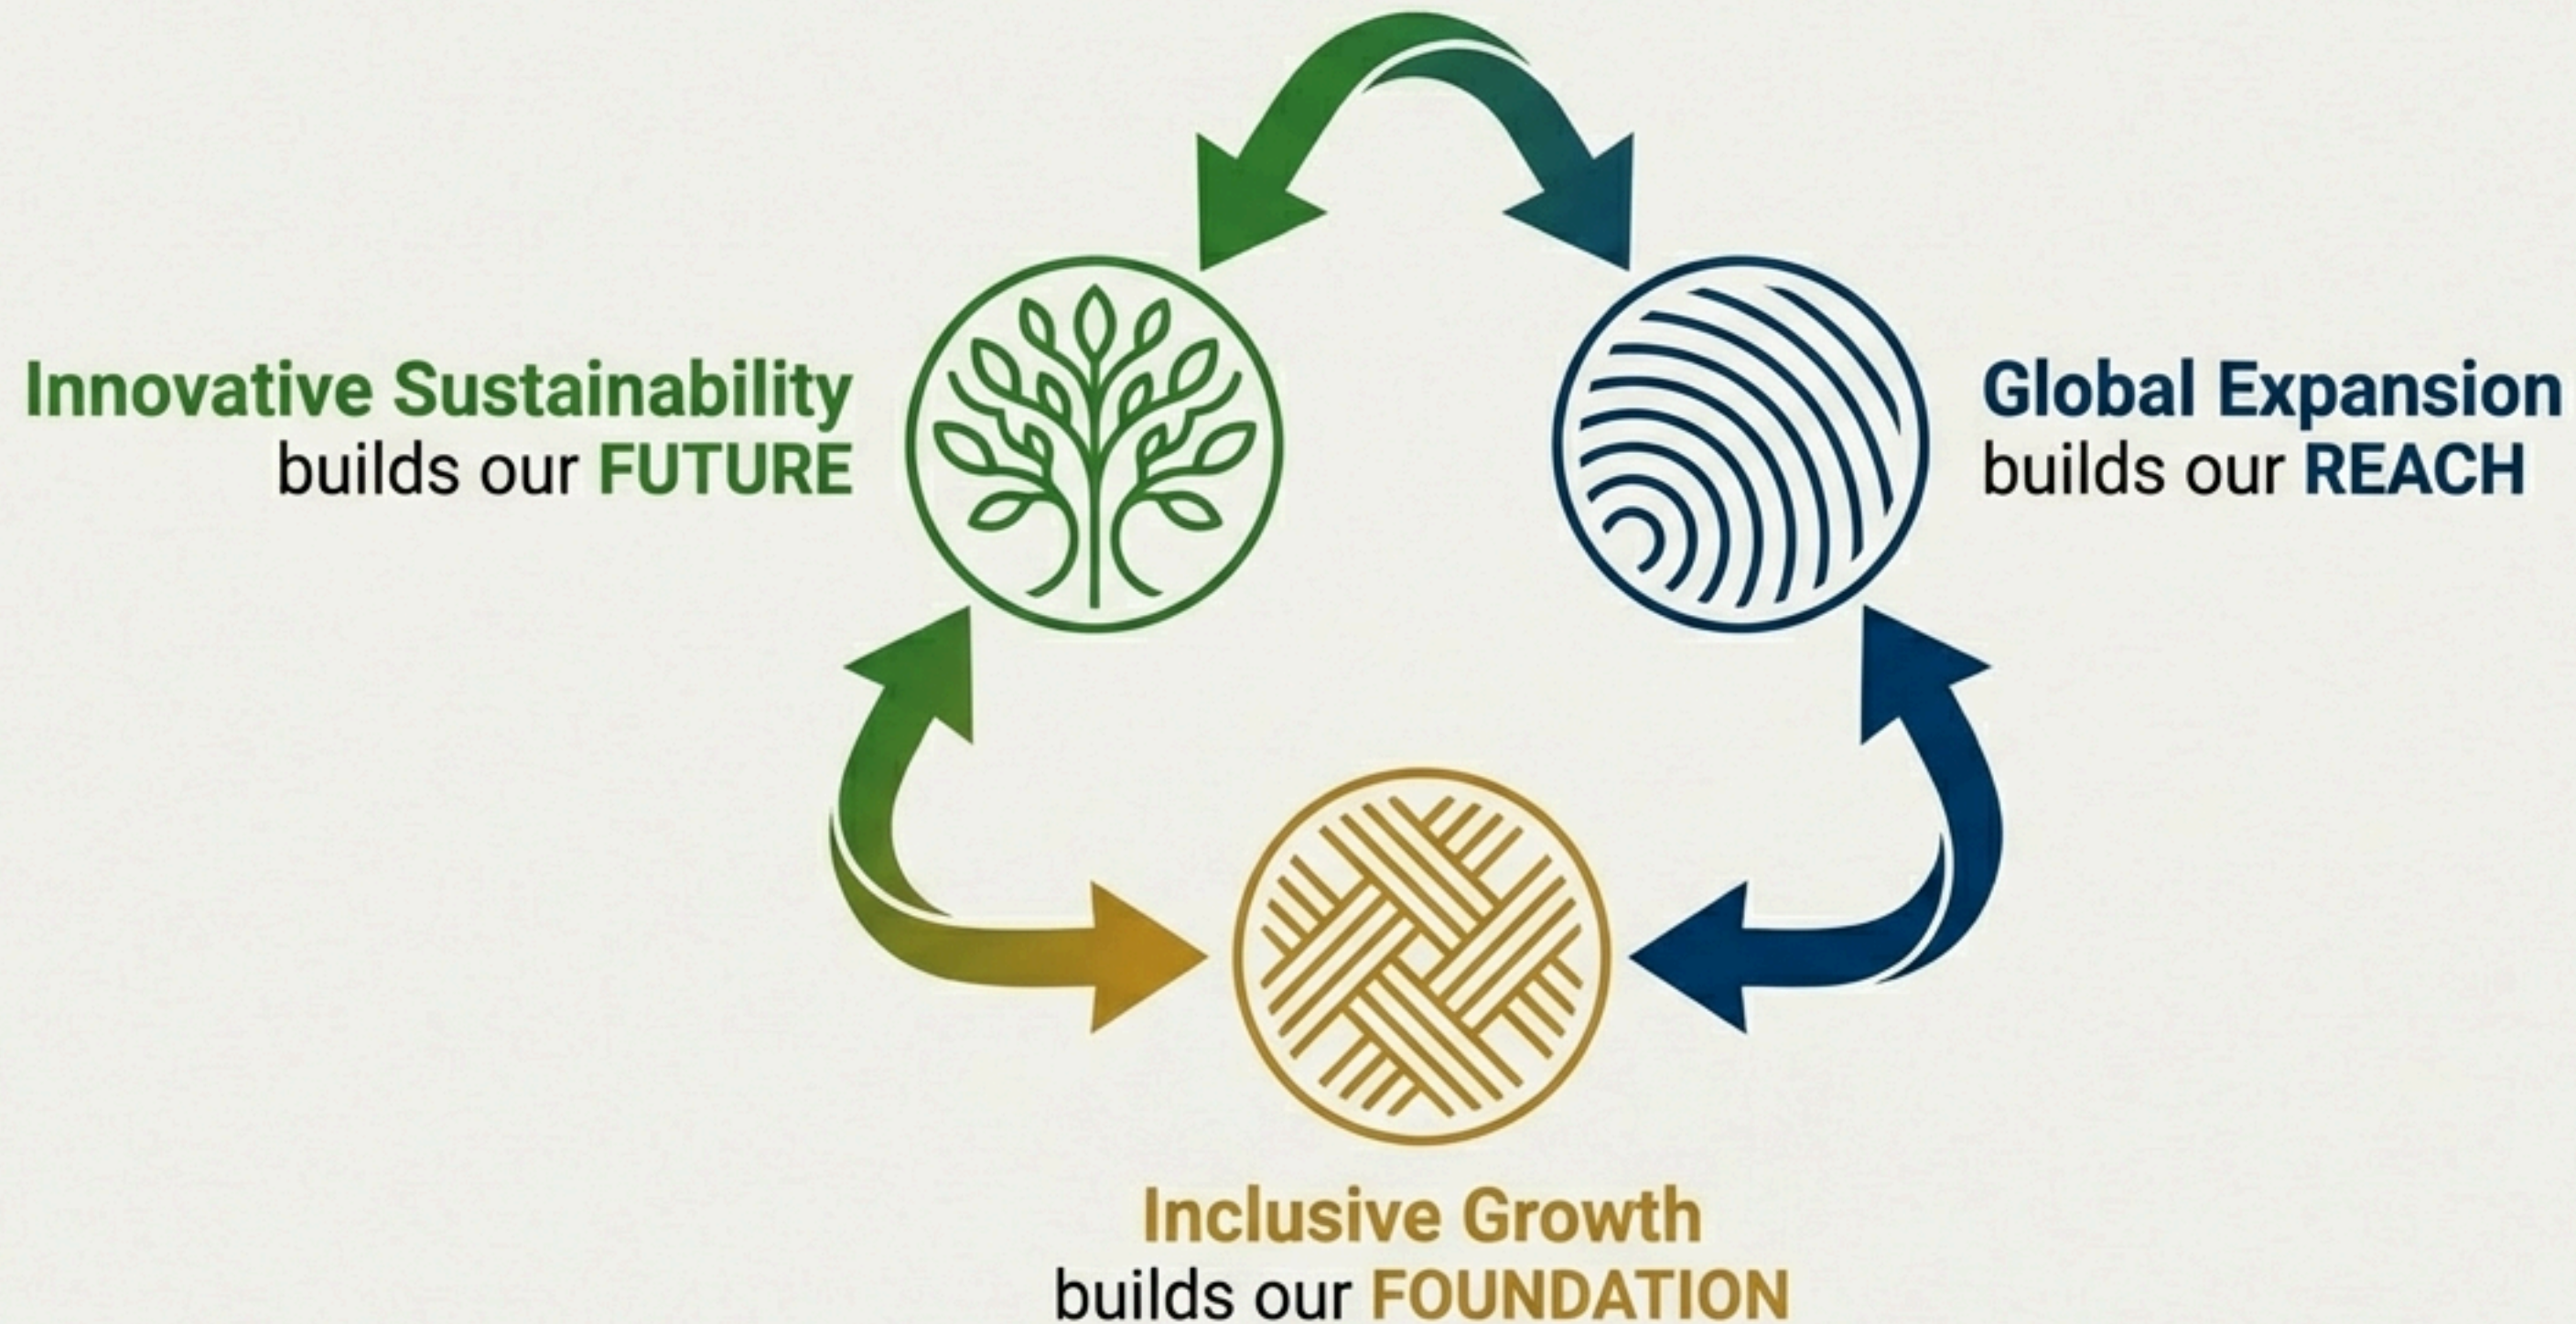 Innovative Sustainability
builds our FUTURE
Global Expansion
builds our REACH
Inclusive Growth
builds our FOUNDATION